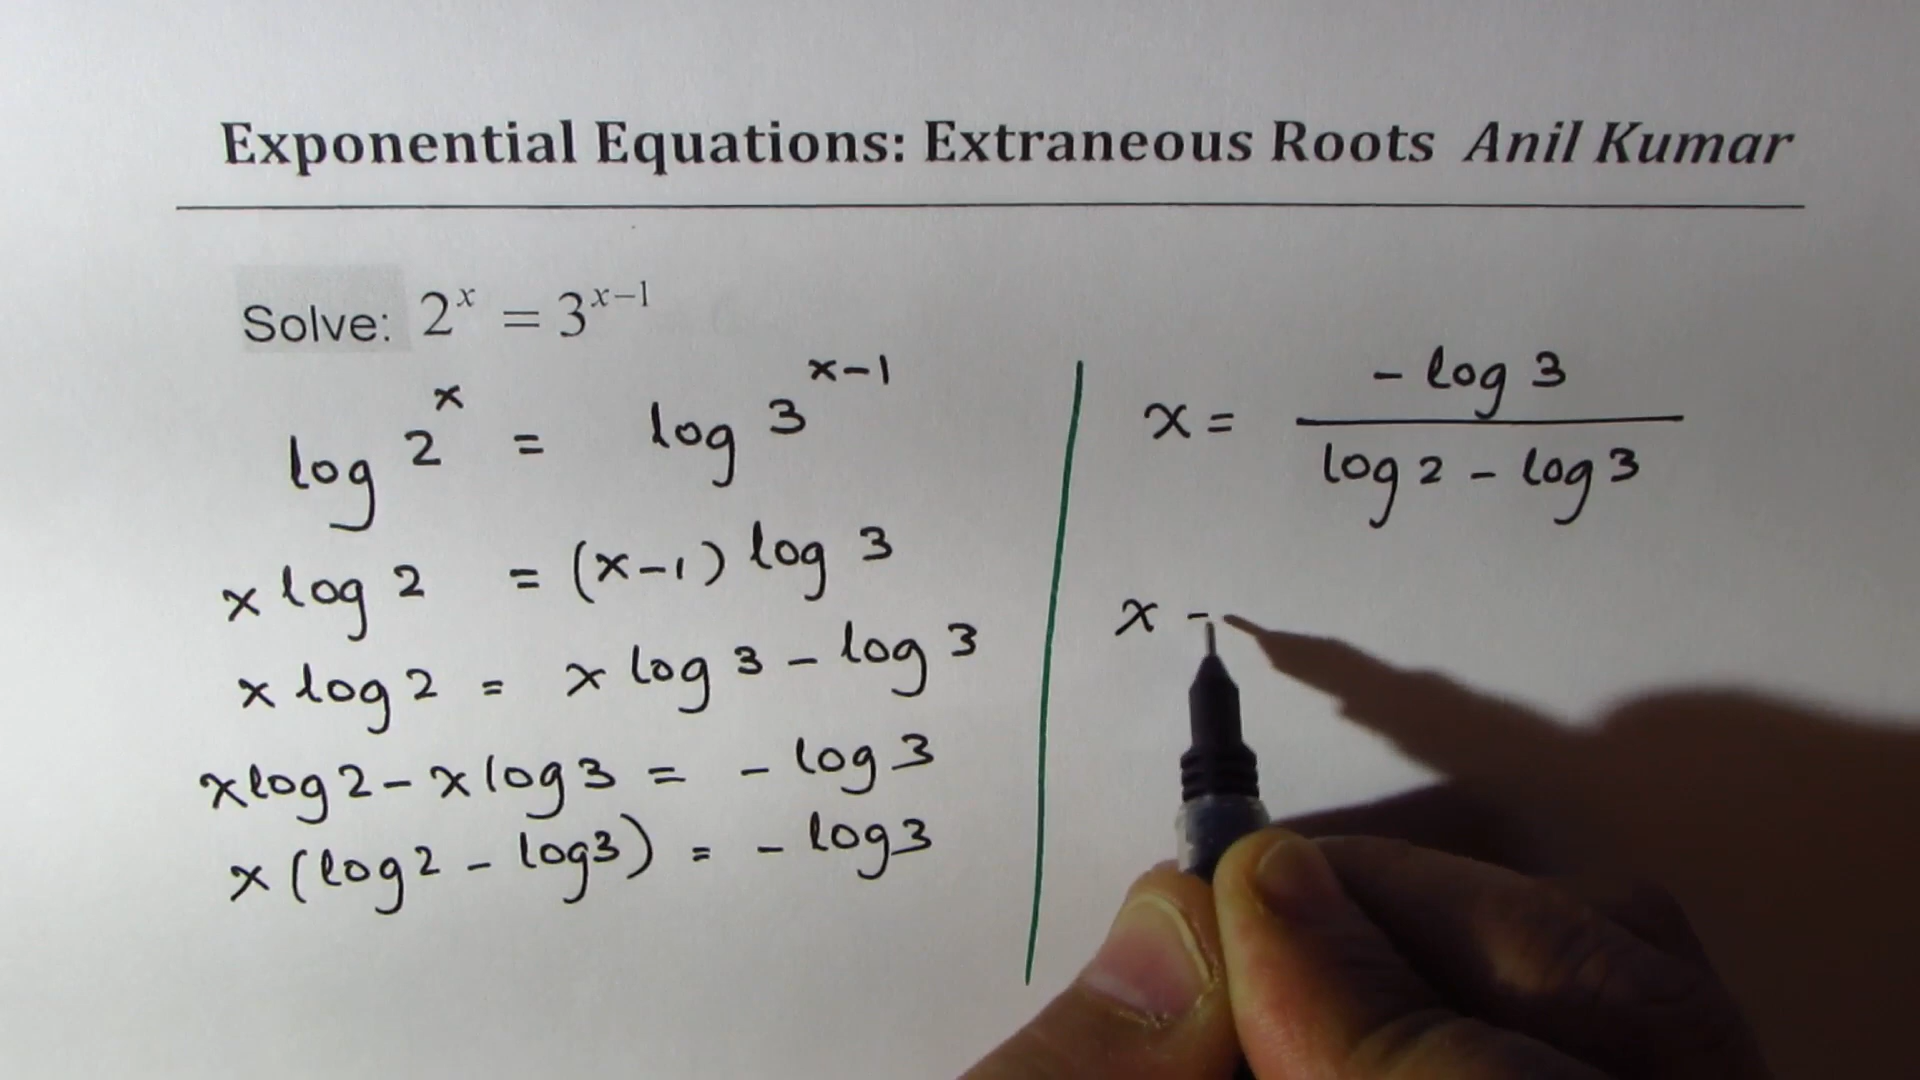 Exponential Equations: Extraneous Roots Anil Kumar
Solve: 2^x = 3^{x-1}
log 2^x = log 3^{x-1}
x log 2 = (x-1) log 3
x log 2 = x log 3 - log 3
x log 2 - x log 3 = - log 3
x (log 2 - log 3) = - log 3
x = \frac{- log 3}{log 2 - log 3}
x -